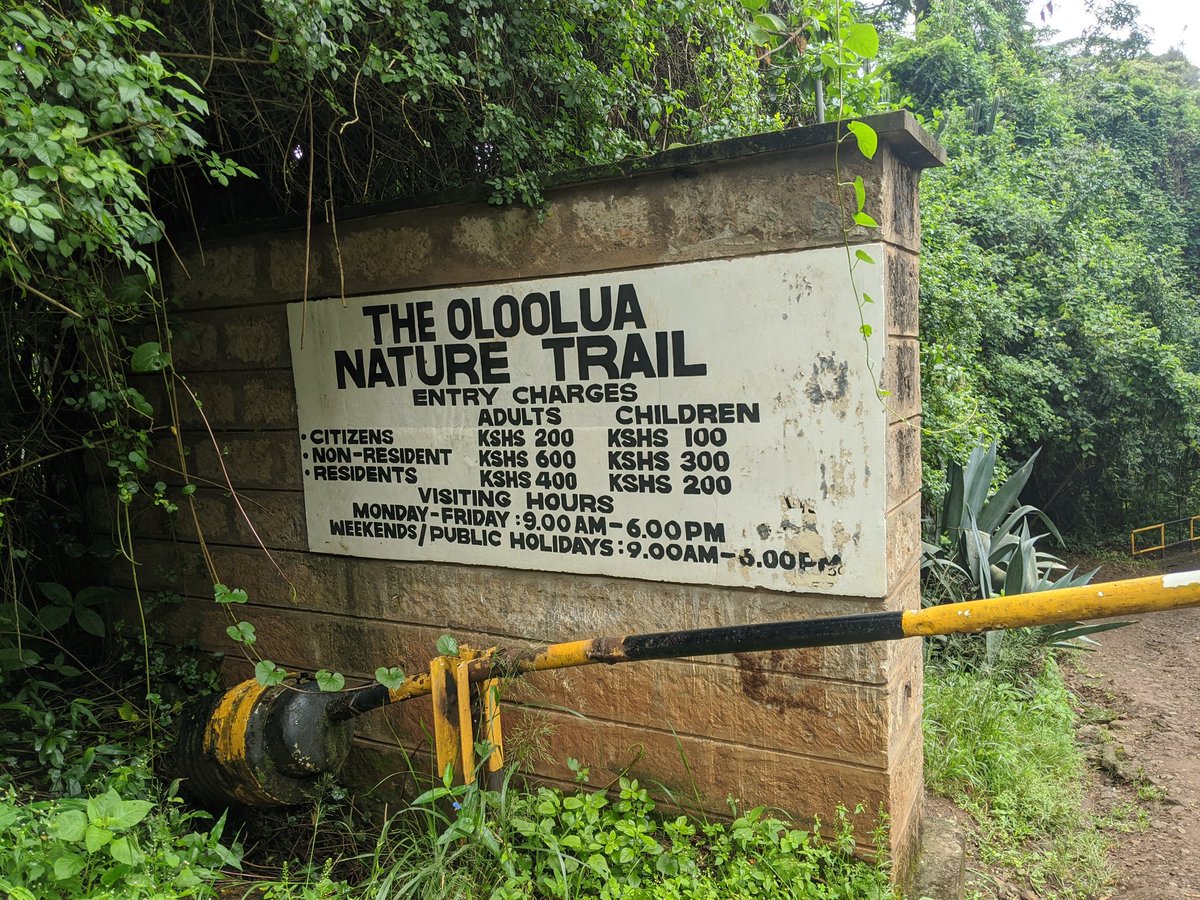 THE OLOOLUA
NATURE TRAIL
ENTRY CHARGES
ADULTS CHILDREN
• CITIZENS KSHS 200 KSHS 100
• NON-RESIDENT KSHS 600 KSHS 300
• RESIDENTS KSHS 400 KSHS 200
VISITING HOURS
MONDAY-FRIDAY: 9.00 AM-6.00 PM
WEEKENDS/PUBLIC HOLIDAYS: 9.00AM-